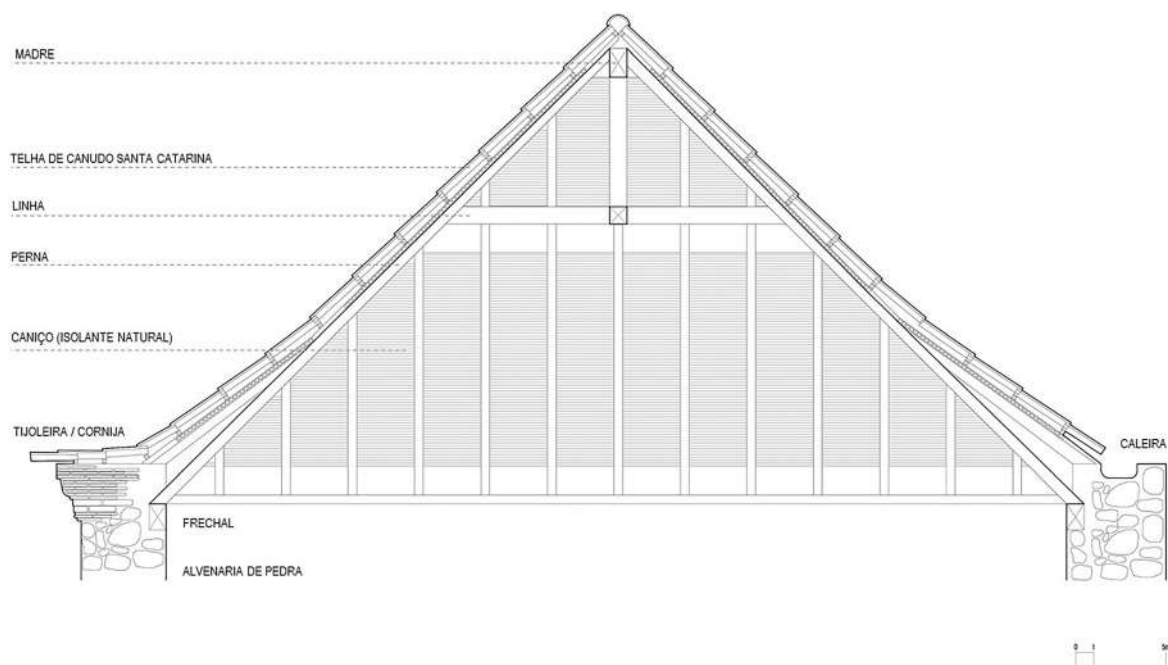 MADRE
TELHA DE CANUDO SANTA CATARINA
LINHA
PERNA
CANIÇO (ISOLANTE NATURAL)
TIJOLEIRA / CORNIJA
CALEIRA
FRECHAL
ALVENARIA DE PEDRA
0 1